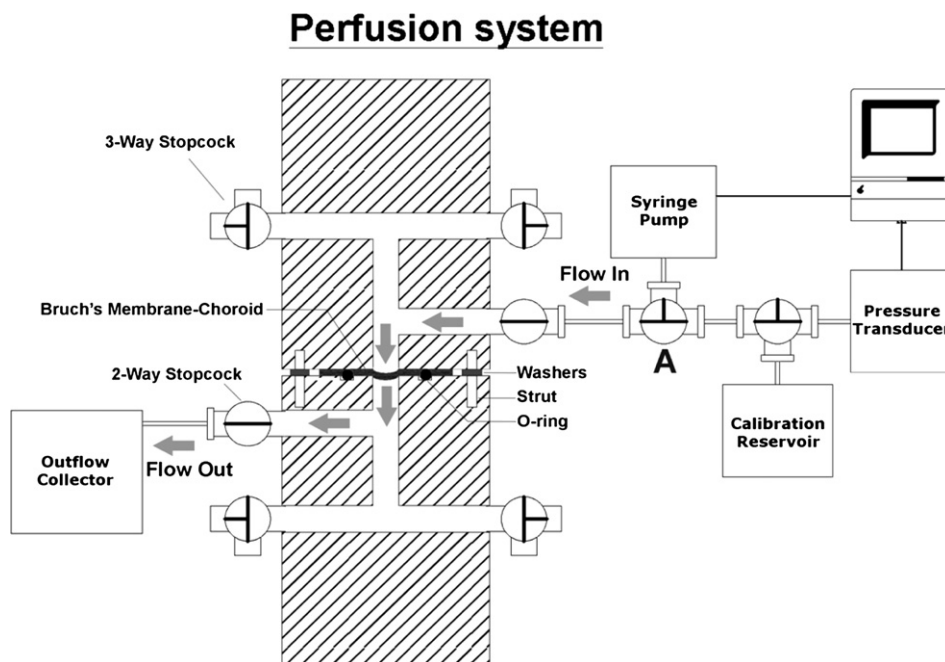 Perfusion system
3-Way Stopcock
Syringe
Pump
Flow In
Bruch's Membrane-Choroid
Pressure
Transducer
A
2-Way Stopcock
Washers
Strut
O-ring
Calibration
Reservoir
Outflow
Collector
Flow Out